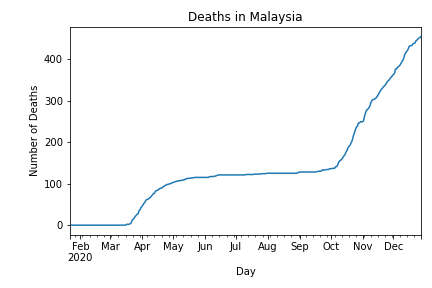 Deaths in Malaysia
400
300
200
100
0
Number of Deaths
Feb Mar Apr May Jun Jul Aug Sep Oct Nov Dec
2020
Day